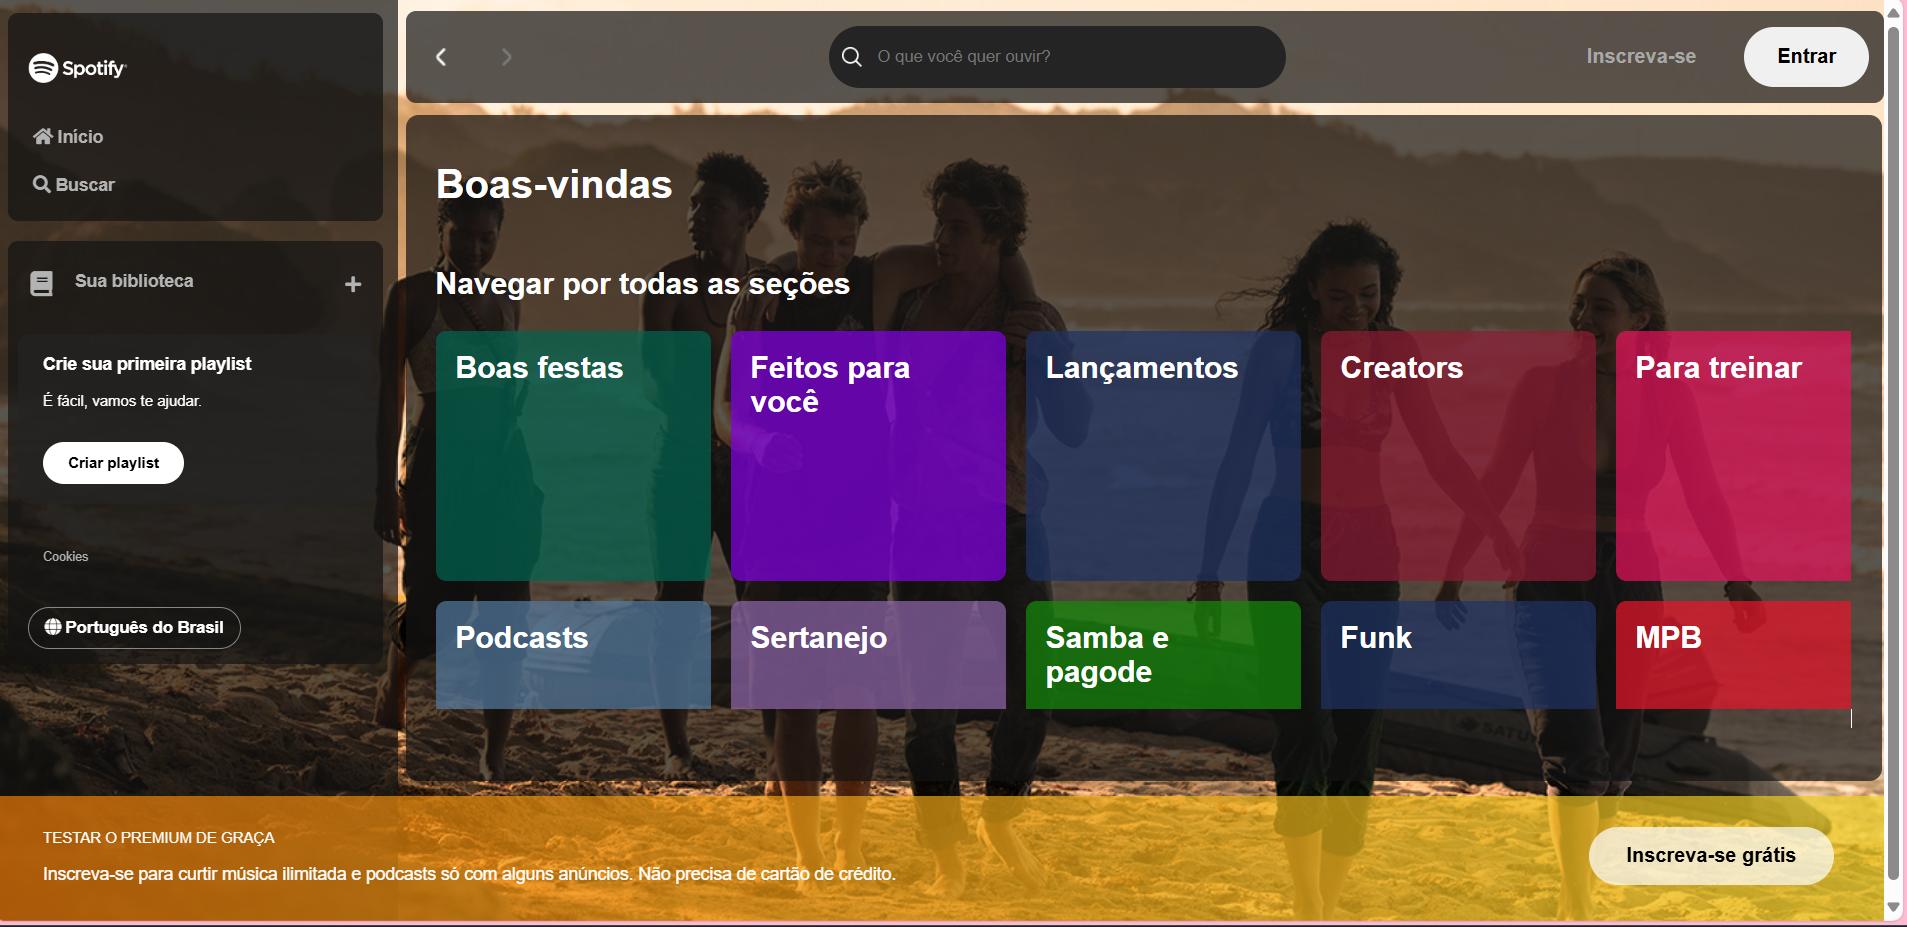 Spotify
Início
Buscar
Sua biblioteca
Crie sua primeira playlist
É fácil, vamos te ajudar.
Criar playlist
Cookies
Português do Brasil
O que você quer ouvir?
Inscreva-se
Entrar
Boas-vindas
Navegar por todas as seções
Boas festas
Feitos para
você
Lançamentos
Creators
Para treinar
Podcasts
Sertanejo
Samba e
pagode
Funk
MPB
TESTAR O PREMIUM DE GRAÇA
Inscreva-se para curtir música ilimitada e podcasts só com alguns anúncios. Não precisa de cartão de crédito.
Inscreva-se grátis